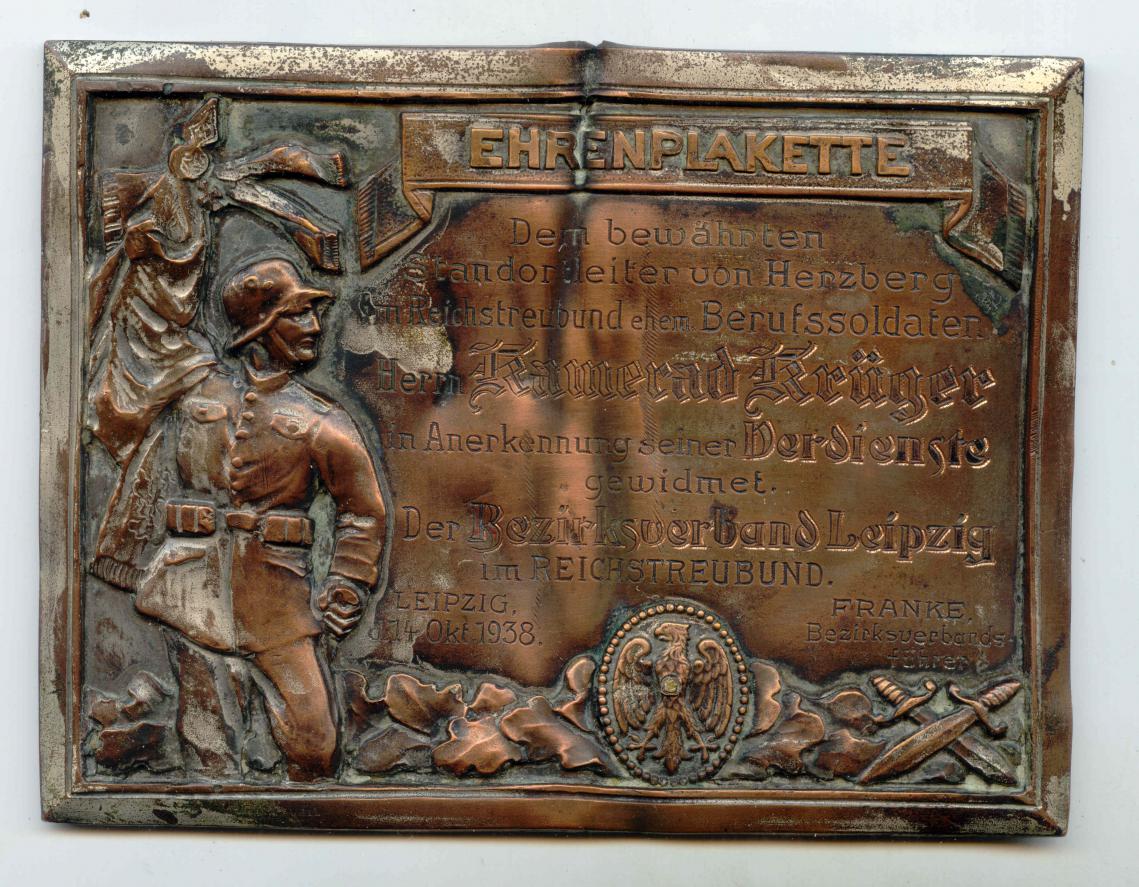 EHRENPLAKETTE
Dem bewährten
Standortleiter von Herzberg
im Reichstreubund ehem. Berufssoldaten
Herrn Kamerad Krüger
in Anerkennung seiner Verdienste
gewidmet.
Der Bezirksverband Leipzig
im REICHSTREUBUND.
LEIPZIG,
d.14 Okt.1938.
FRANKE,
Bezirksverbands-
führer